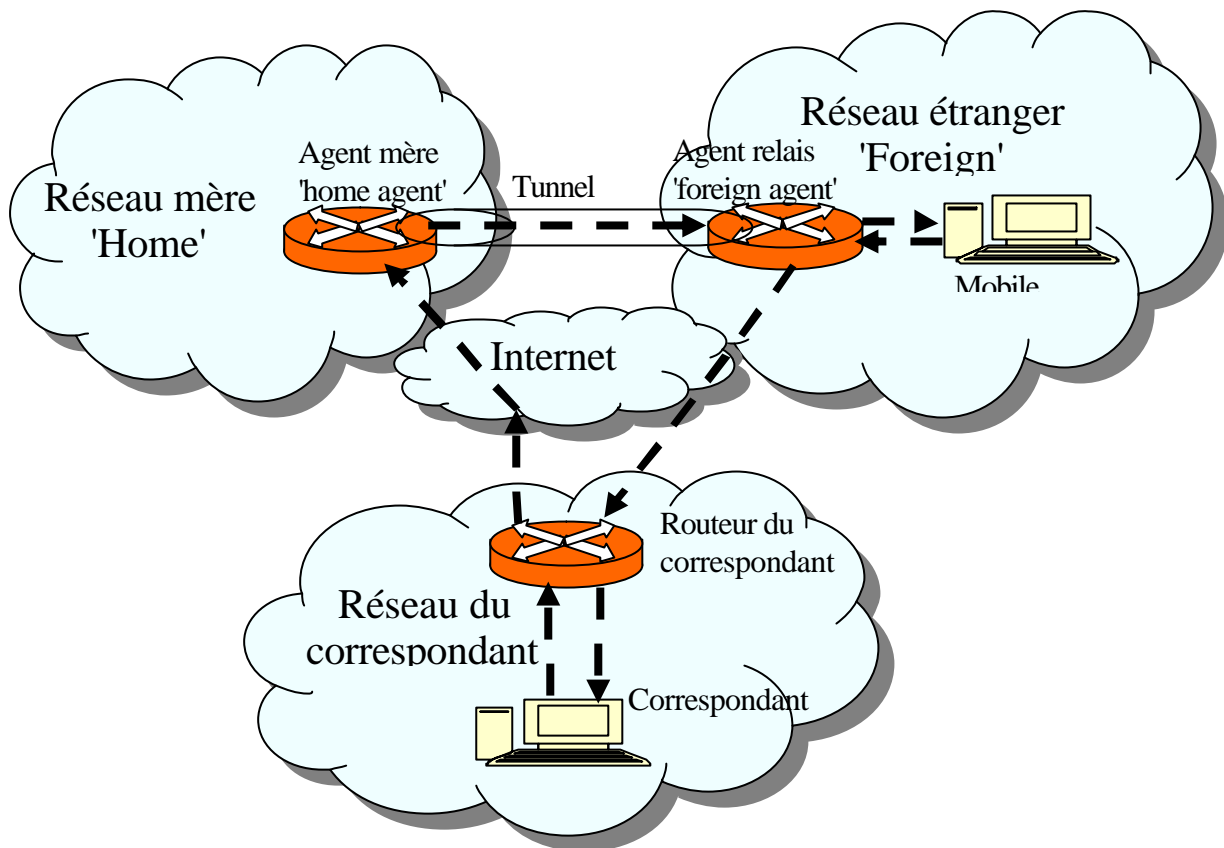 Réseau mère
'Home'
Agent mère
'home agent'
Tunnel
Agent relais
'foreign agent'
Réseau étranger
'Foreign'
Mobile
Internet
Routeur du
correspondant
Réseau du
correspondant
Correspondant